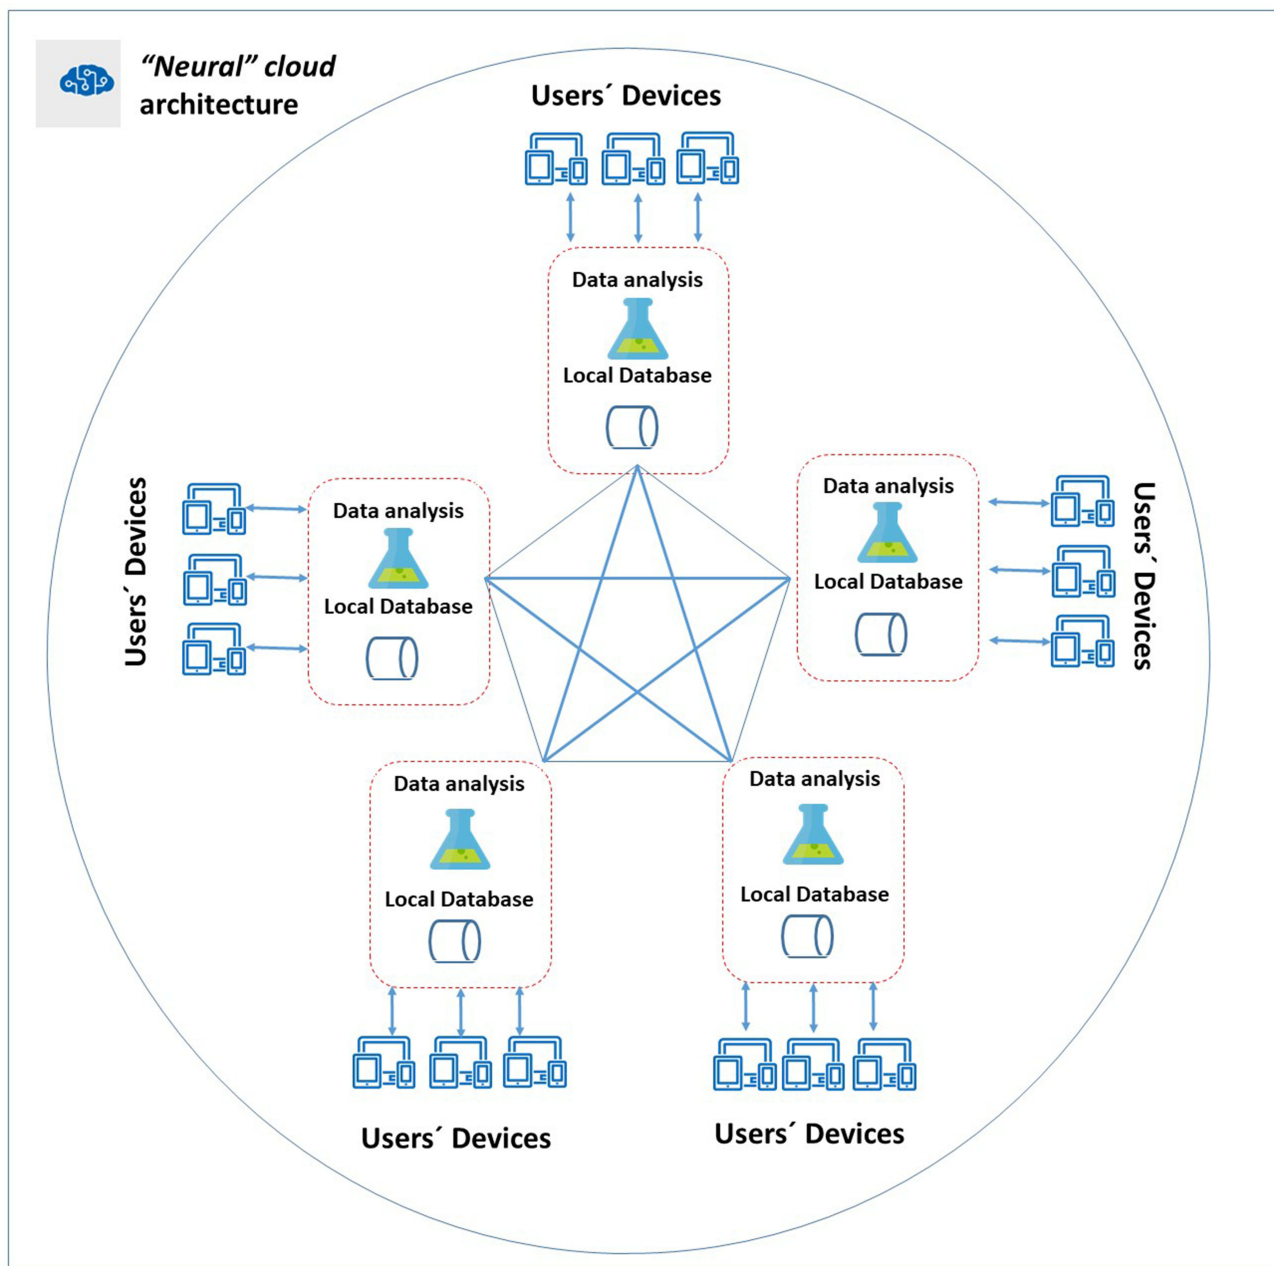 “Neural” cloud
architecture
Users´ Devices
Data analysis
Local Database
Users´ Devices
Data analysis
Local Database
Data analysis
Local Database
Users´ Devices
Data analysis
Local Database
Users´ Devices
Data analysis
Local Database
Users´ Devices